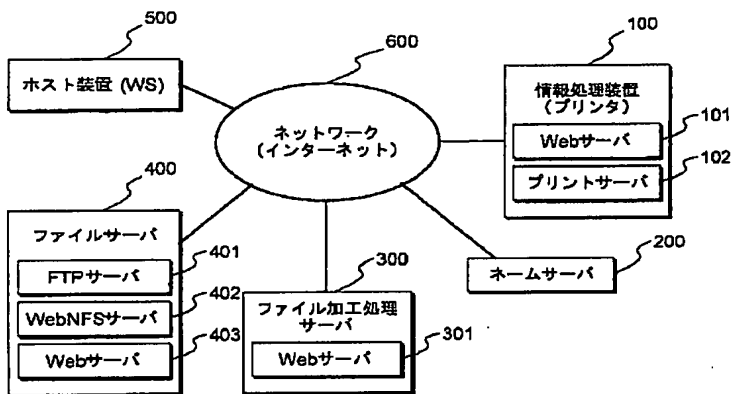 500
ホスト装置 (WS)
600
ネットワーク
(インターネット)
100
情報処理装置
(プリンタ)
Webサーバ
101
プリントサーバ
102
400
ファイルサーバ
FTPサーバ
401
WebNFSサーバ
402
Webサーバ
403
300
ファイル加工処理
サーバ
Webサーバ
301
ネームサーバ
200